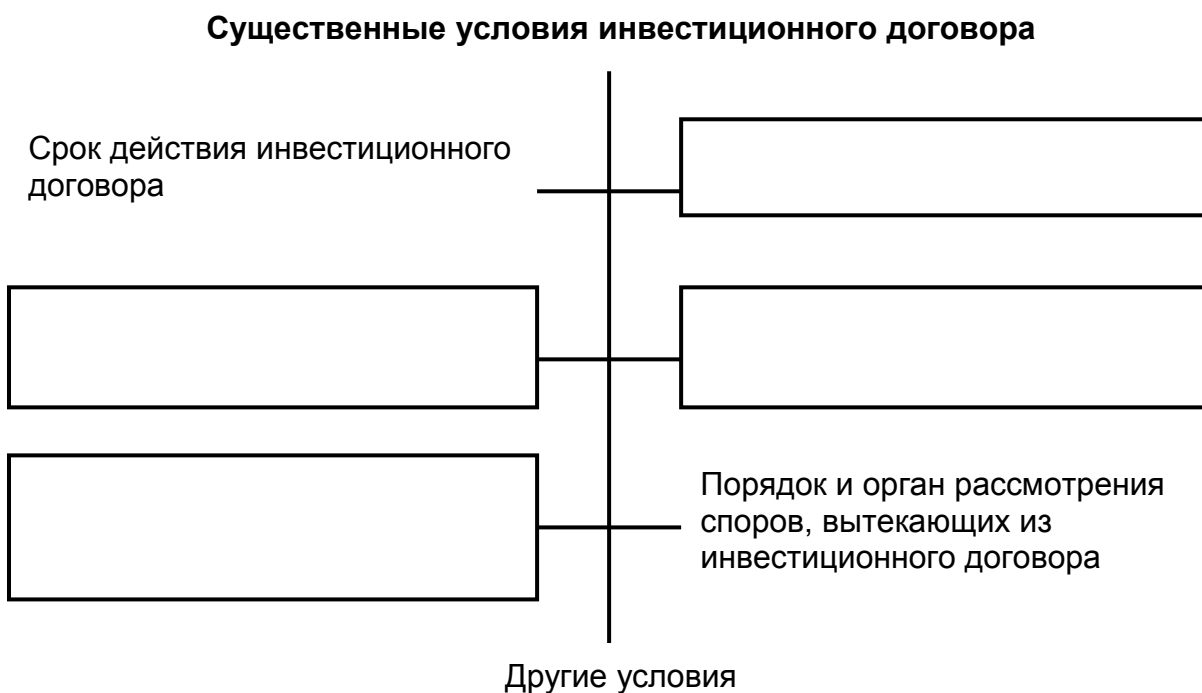 Существенные условия инвестиционного договора
Срок действия инвестиционного
договора
Порядок и орган рассмотрения
споров, вытекающих из
инвестиционного договора
Другие условия